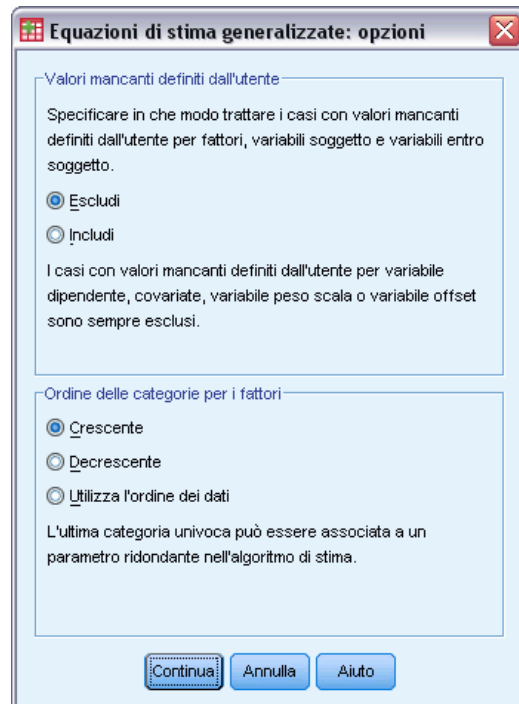 Equazioni di stima generalizzate: opzioni
Valori mancanti definiti dall'utente
Specificare in che modo trattare i casi con valori mancanti
definiti dall'utente per fattori, variabili soggetto e variabili entro
soggetto.
Escludi
Includi
I casi con valori mancanti definiti dall'utente per variabile
dipendente, covariate, variabile peso scala o variabile offset
sono sempre esclusi.
Ordine delle categorie per i fattori
Crescente
Decrescente
Utilizza l'ordine dei dati
L'ultima categoria univoca può essere associata a un
parametro ridondante nell'algoritmo di stima.
Continua Annulla Aiuto